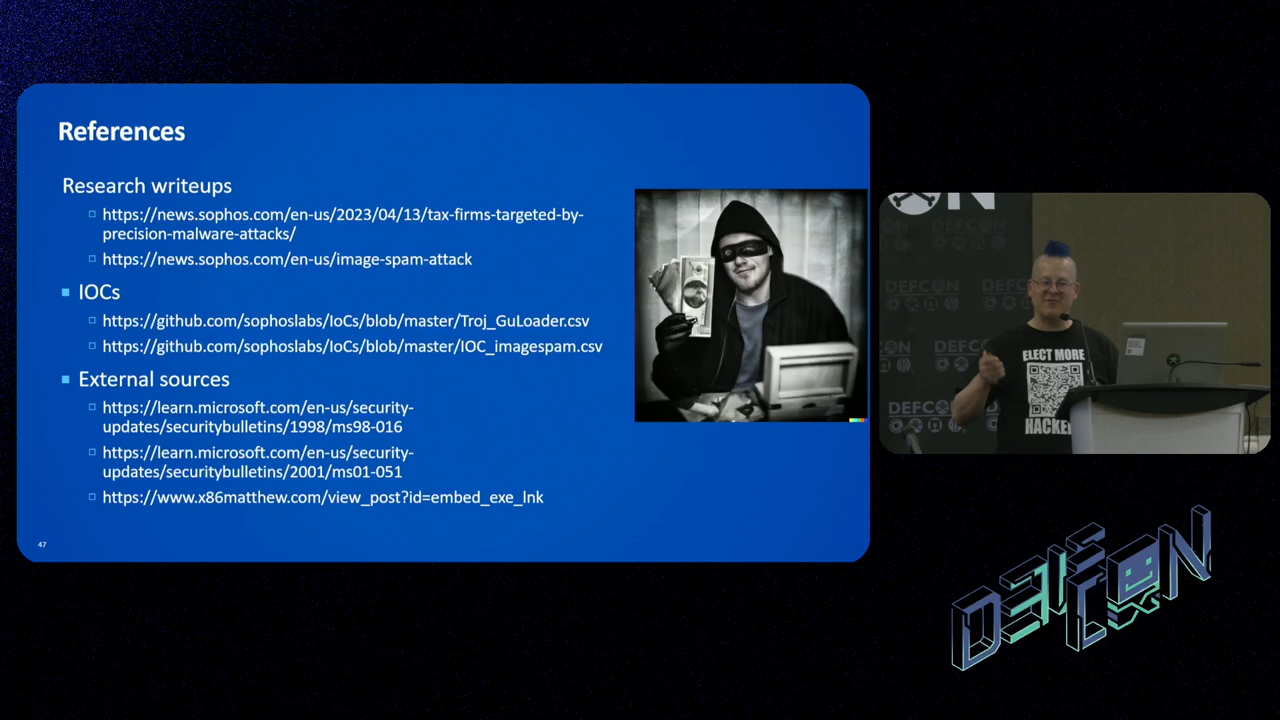 References
Research writeups
https://news.sophos.com/en-us/2023/04/13/tax-firms-targeted-by-
precision-malware-attacks/
https://news.sophos.com/en-us/image-spam-attack
IOCs
https://github.com/sophoslabs/IoCs/blob/master/Troj_GuLoader.csv
https://github.com/sophoslabs/IoCs/blob/master/IOC_imagespam.csv
External sources
https://learn.microsoft.com/en-us/security-
updates/securitybulletins/1998/ms98-016
https://learn.microsoft.com/en-us/security-
updates/securitybulletins/2001/ms01-051
https://www.x86matthew.com/view_post?id=embed_exe_lnk
47
DEFCON
DEFCON
ELECT MORE
HACKE
DEFCON